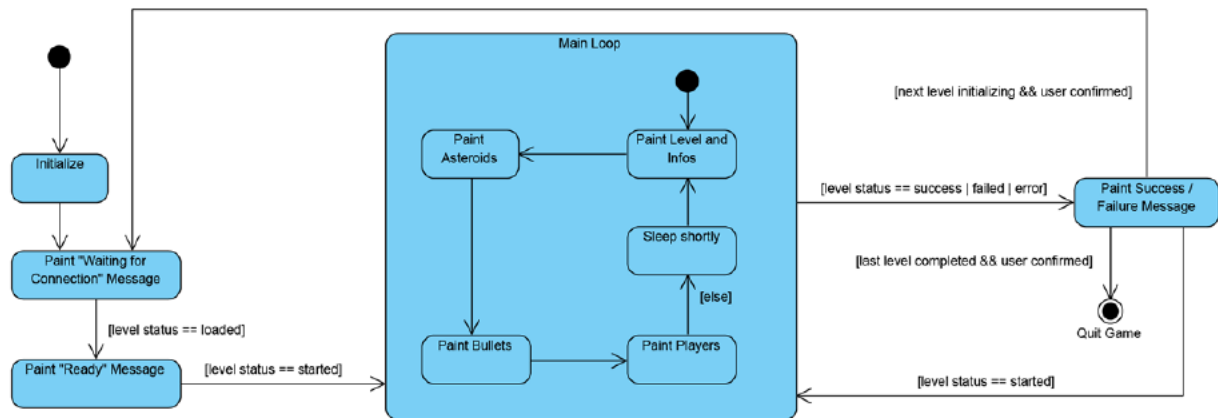 Main Loop
[next level initializing && user confirmed]
Initialize
Paint
Asteroids
Paint Level and
Infos
[level status == success | failed | error]
Paint Success /
Failure Message
Paint "Waiting for
Connection" Message
Sleep shortly
[last level completed && user confirmed]
[else]
[level status == loaded]
Quit Game
Paint "Ready" Message
[level status == started]
Paint Bullets
Paint Players
[level status == started]